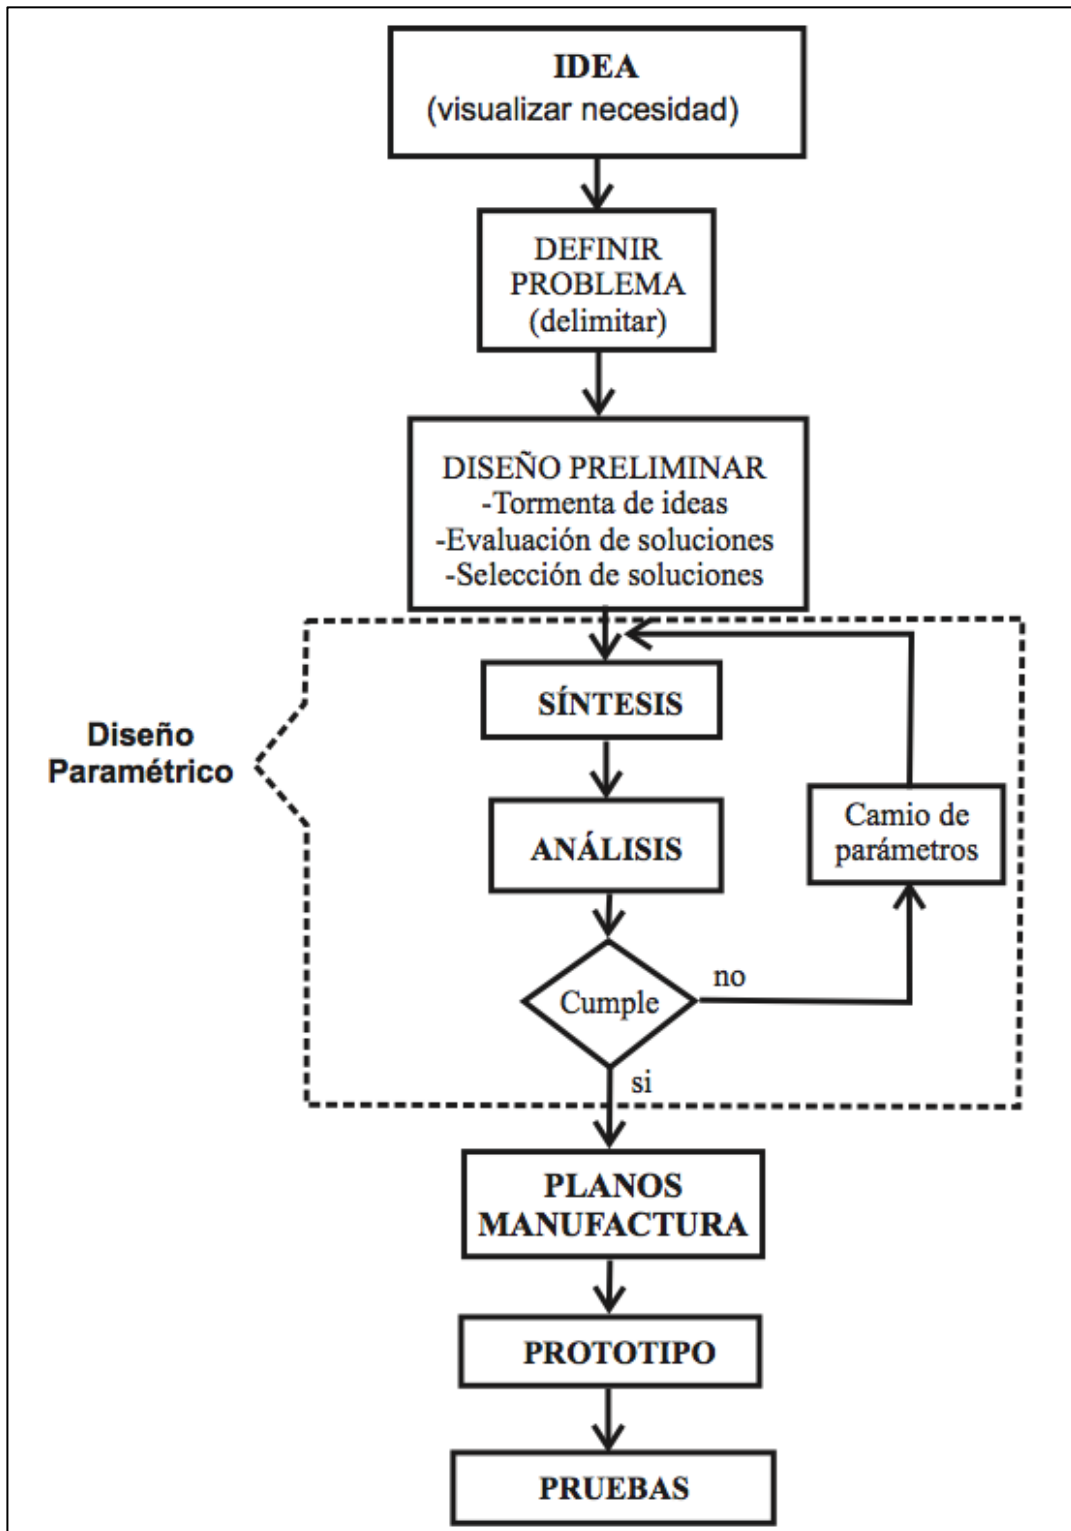 IDEA
(visualizar necesidad)
DEFINIR
PROBLEMA
(delimitar)
DISEÑO PRELIMINAR
-Tormenta de ideas
-Evaluación de soluciones
-Selección de soluciones
Diseño
Paramétrico
SÍNTESIS
ANÁLISIS
Camio de
parámetros
Cumple
no
si
PLANOS
MANUFACTURA
PROTOTIPO
PRUEBAS